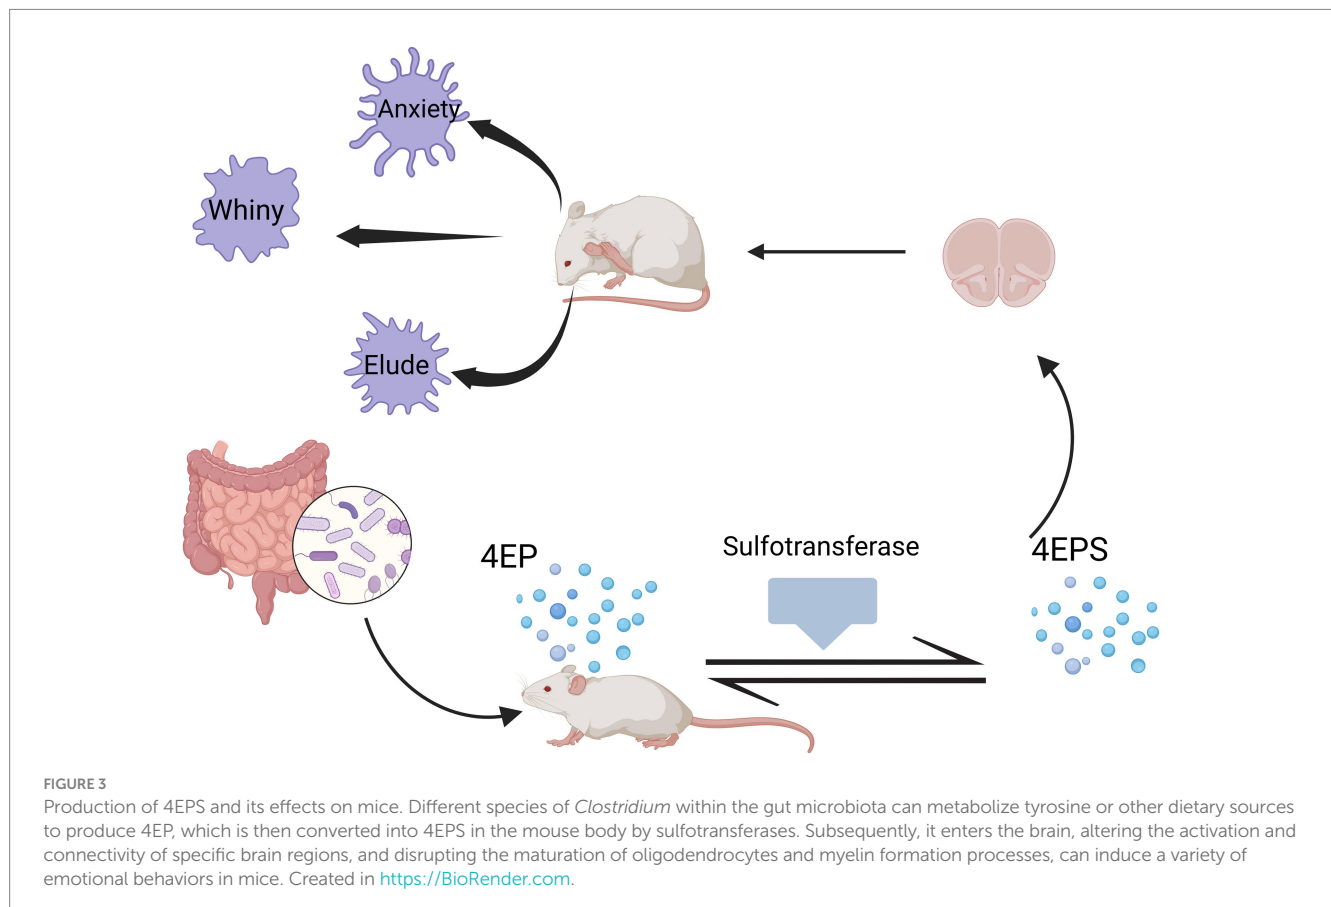 Anxiety
Whiny
Elude
4EP
Sulfotransferase
4EPS
FIGURE 3
Production of 4EPS and its effects on mice. Different species of Clostridium within the gut microbiota can metabolize tyrosine or other dietary sources
to produce 4EP, which is then converted into 4EPS in the mouse body by sulfotransferases. Subsequently, it enters the brain, altering the activation and
connectivity of specific brain regions, and disrupting the maturation of oligodendrocytes and myelin formation processes, can induce a variety of
emotional behaviors in mice. Created in https://BioRender.com.